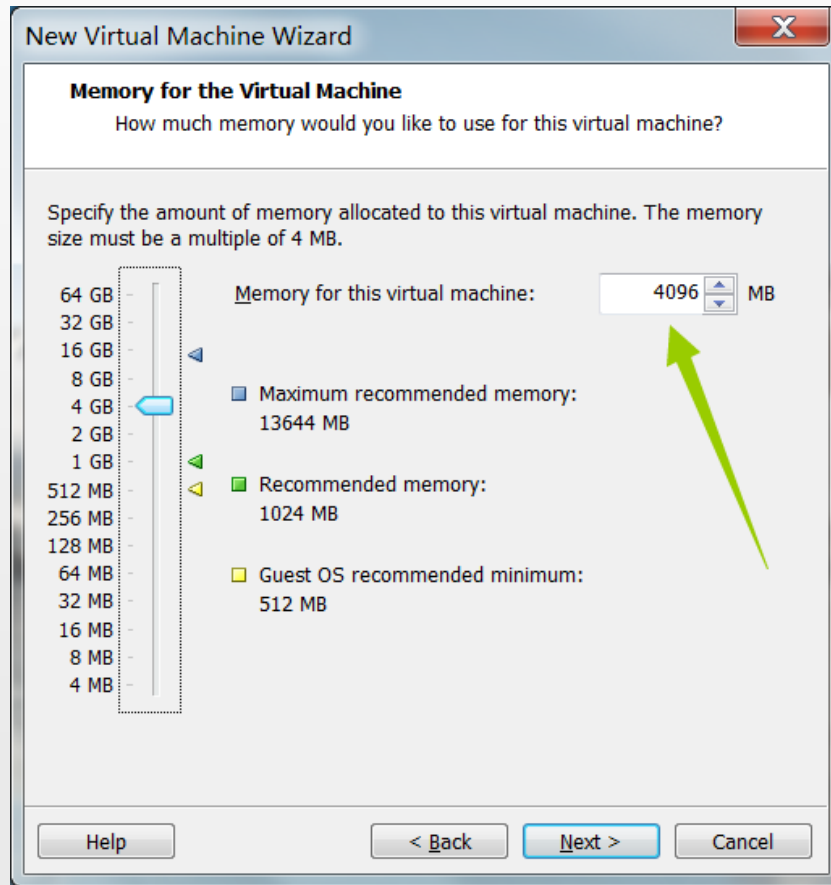 New Virtual Machine Wizard
X
Memory for the Virtual Machine
How much memory would you like to use for this virtual machine?
Specify the amount of memory allocated to this virtual machine. The memory
size must be a multiple of 4 MB.
Memory for this virtual machine: 4096 MB
64 GB
32 GB
16 GB
8 GB
4 GB
2 GB
1 GB
512 MB
256 MB
128 MB
64 MB
32 MB
16 MB
8 MB
4 MB
Maximum recommended memory:
13644 MB
Recommended memory:
1024 MB
Guest OS recommended minimum:
512 MB
Help
< Back
Next >
Cancel